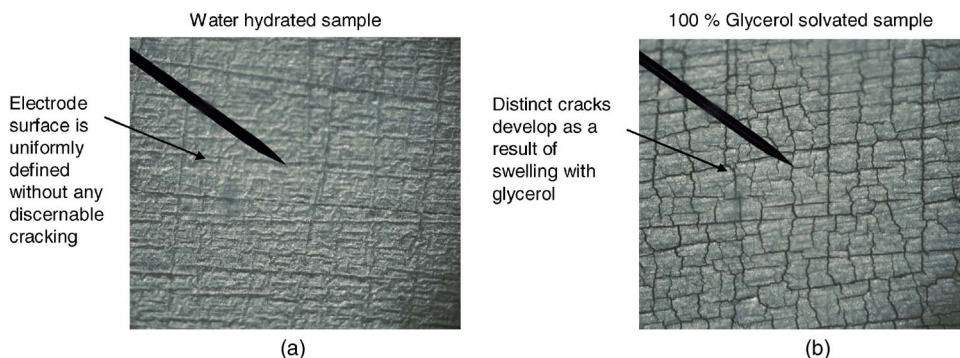 Water hydrated sample
100 % Glycerol solvated sample
Electrode
surface is
uniformly
defined
without any
discernable
cracking
Distinct cracks
develop as a
result of
swelling with
glycerol
(a)
(b)